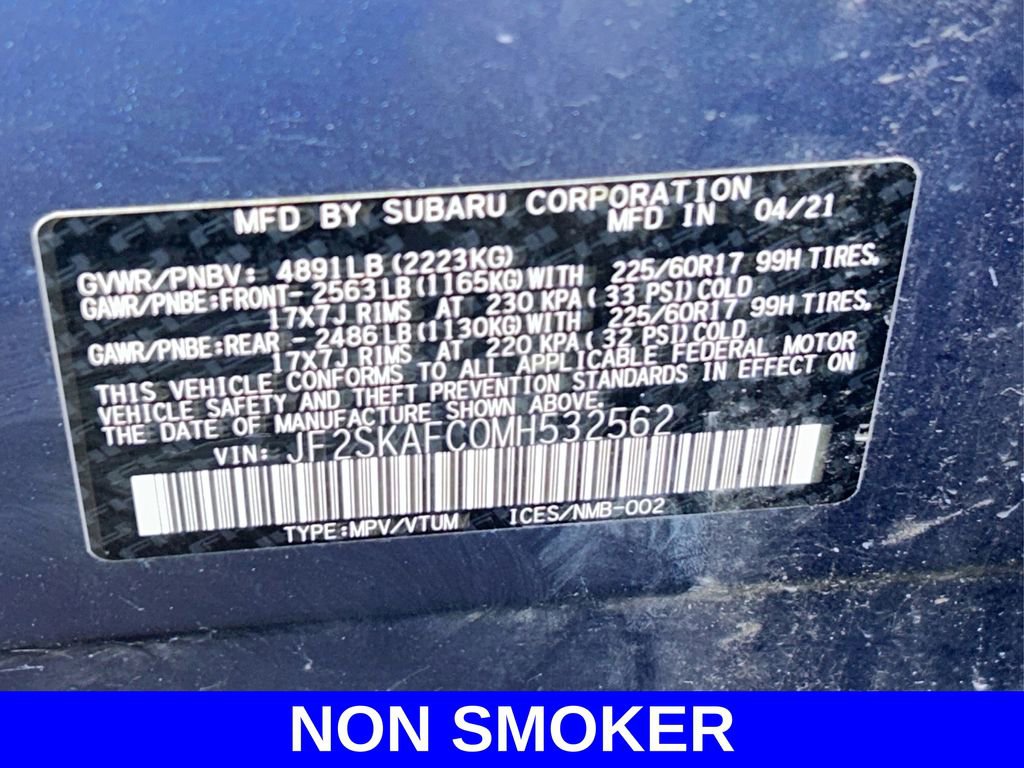 MFD BY SUBARU CORPORATION
MFD IN 04/21
GVWR/PNBV: 4891LB (2223KG)
GAWR/PNBE:FRONT- 2563LB (1165KG) WITH 225/60R17 99H TIRES,
17X7J RIMS AT 230 KPA( 33 PSI)COLD
GAWR/PNBE:REAR - 2486LB (1130KG) WITH 225/60R17 99H TIRES,
17X7J RIMS AT 220 KPA( 32 PSI)COLD
THIS VEHICLE CONFORMS TO ALL APPLICABLE FEDERAL MOTOR
VEHICLE SAFETY AND THEFT PREVENTION STANDARDS IN EFFECT ON
THE DATE OF MANUFACTURE SHOWN ABOVE.
VIN: JF2SKAFC0MH532562
TYPE:MPV/VTUM ICES/NMB-002
NON SMOKER